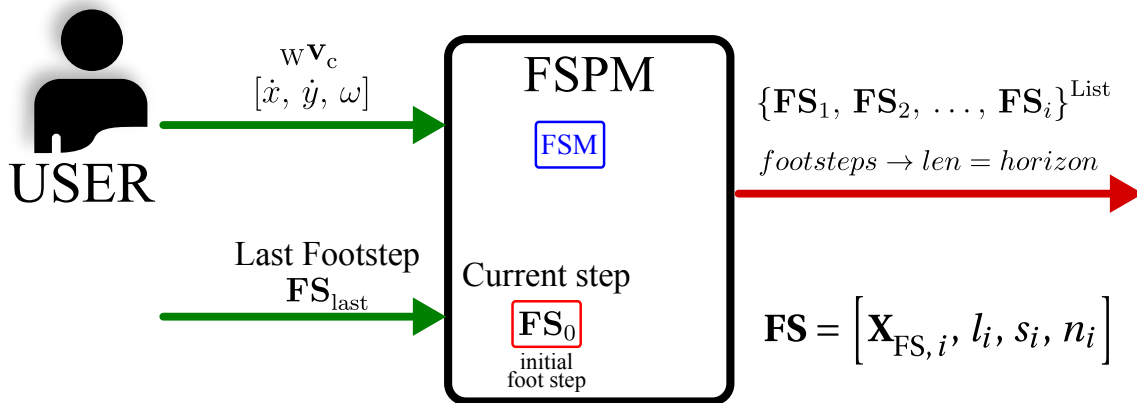 USER
W𝐯c
[ẋ, ẏ, ω]
Last Footstep
𝐅𝐒last
FSPM
FSM
Current step
𝐅𝐒0
initial
foot step
{𝐅𝐒1, 𝐅𝐒2, …, 𝐅𝐒i}List
footsteps → len = horizon
𝐅𝐒 = [𝐗FS, i, li, si, ni]